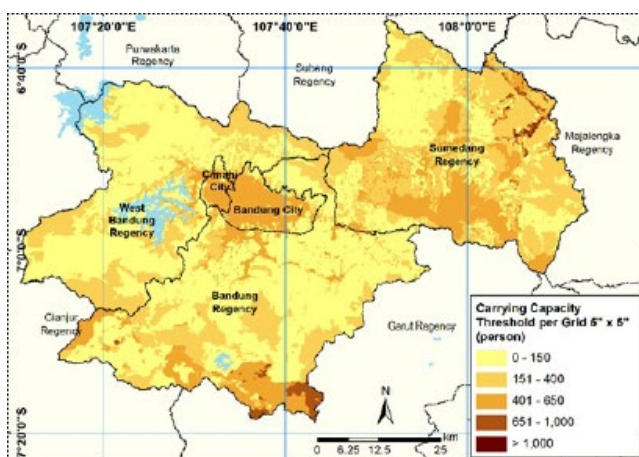 107°20'0"E
107°40'0"E
108°0'0"E
Purwakarta
Regency
Subang
Regency
6°40'0"S
Majalengka
Regency
Sumedang
Regency
Cimahi
City
Bandung City
West
Bandung
Regency
7°0'0"S
Bandung
Regency
Cianjur
Regency
Garut Regency
Carrying Capacity
Threshold per Grid 5" x 5"
(person)
0 - 150
151 - 400
401 - 650
651 - 1,000
> 1,000
N
km
0 6.25 12.5 25
7°20'0"S